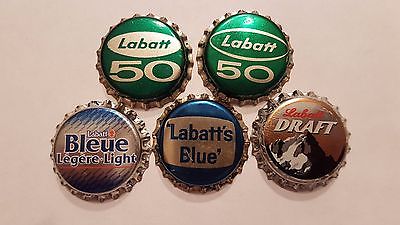 Labatt
50
Labatt
50
Labatt
Bleue
Légère-Light
'Labatt's
Blue'
Labatt
DRAFT